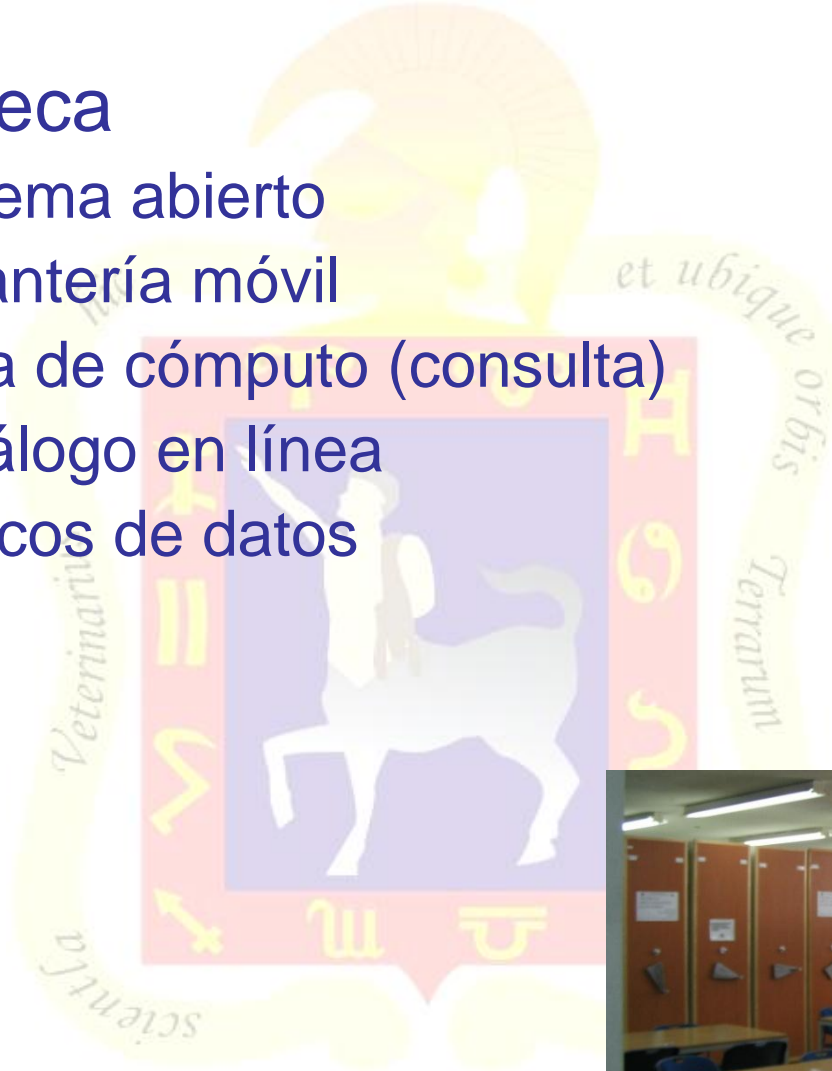 eca
ema abierto
antería móvil
a de cómputo (consulta)
álogo en línea
cos de datos
et ubique orbis Terrarum
Veterinari
scientia